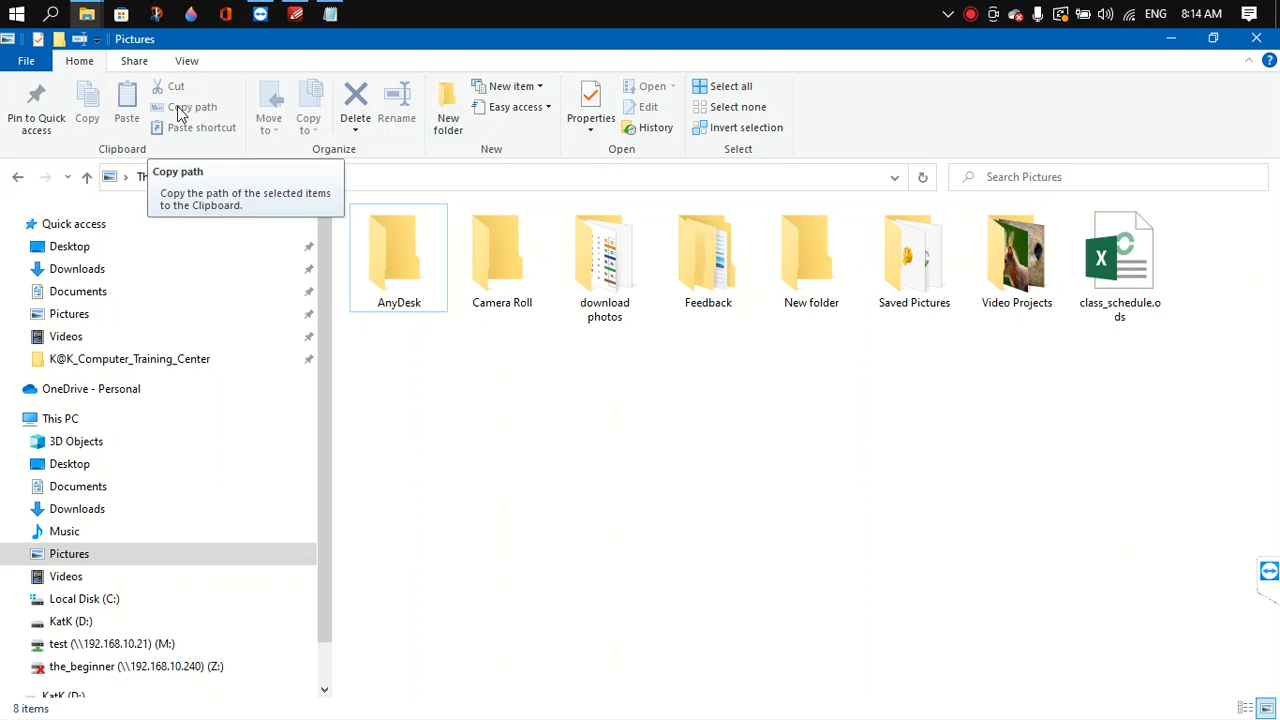 ENG 8:14 AM
Pictures
File Home Share View
Pin to Quick access
Copy
Paste
Cut
Copy path
Paste shortcut
Clipboard
Move to
Copy to
Delete
Rename
Organize
New folder
New item
Easy access
New
Properties
Open
Edit
History
Open
Select all
Select none
Invert selection
Select
Th
Search Pictures
Copy path
Copy the path of the selected items
to the Clipboard.
Quick access
Desktop
Downloads
Documents
Pictures
Videos
K@K_Computer_Training_Center
OneDrive - Personal
This PC
3D Objects
Desktop
Documents
Downloads
Music
Pictures
Videos
Local Disk (C:)
KatK (D:)
test (\\192.168.10.21) (M:)
the_beginner (\\192.168.10.240) (Z:)
KatK (D:)
AnyDesk
Camera Roll
download
photos
Feedback
New folder
Saved Pictures
Video Projects
class_schedule.o
ds
8 items